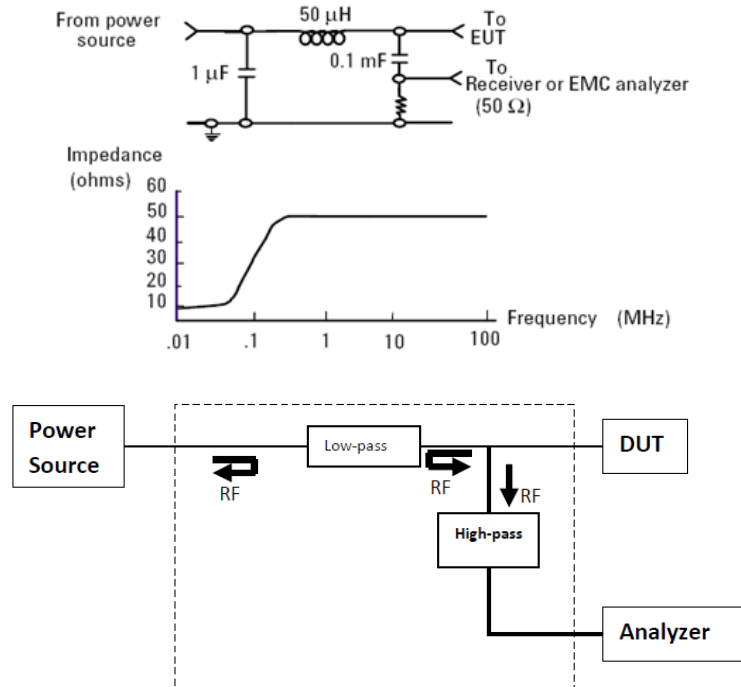 From power
source
50 µH
To
EUT
1 µF
0.1 mF
To
Receiver or EMC analyzer
(50 Ω)
Impedance
(ohms)
60
50
40
30
20
10
.01
.1
1
10
100
Frequency (MHz)
Power
Source
Low-pass
DUT
RF
RF
RF
High-pass
Analyzer